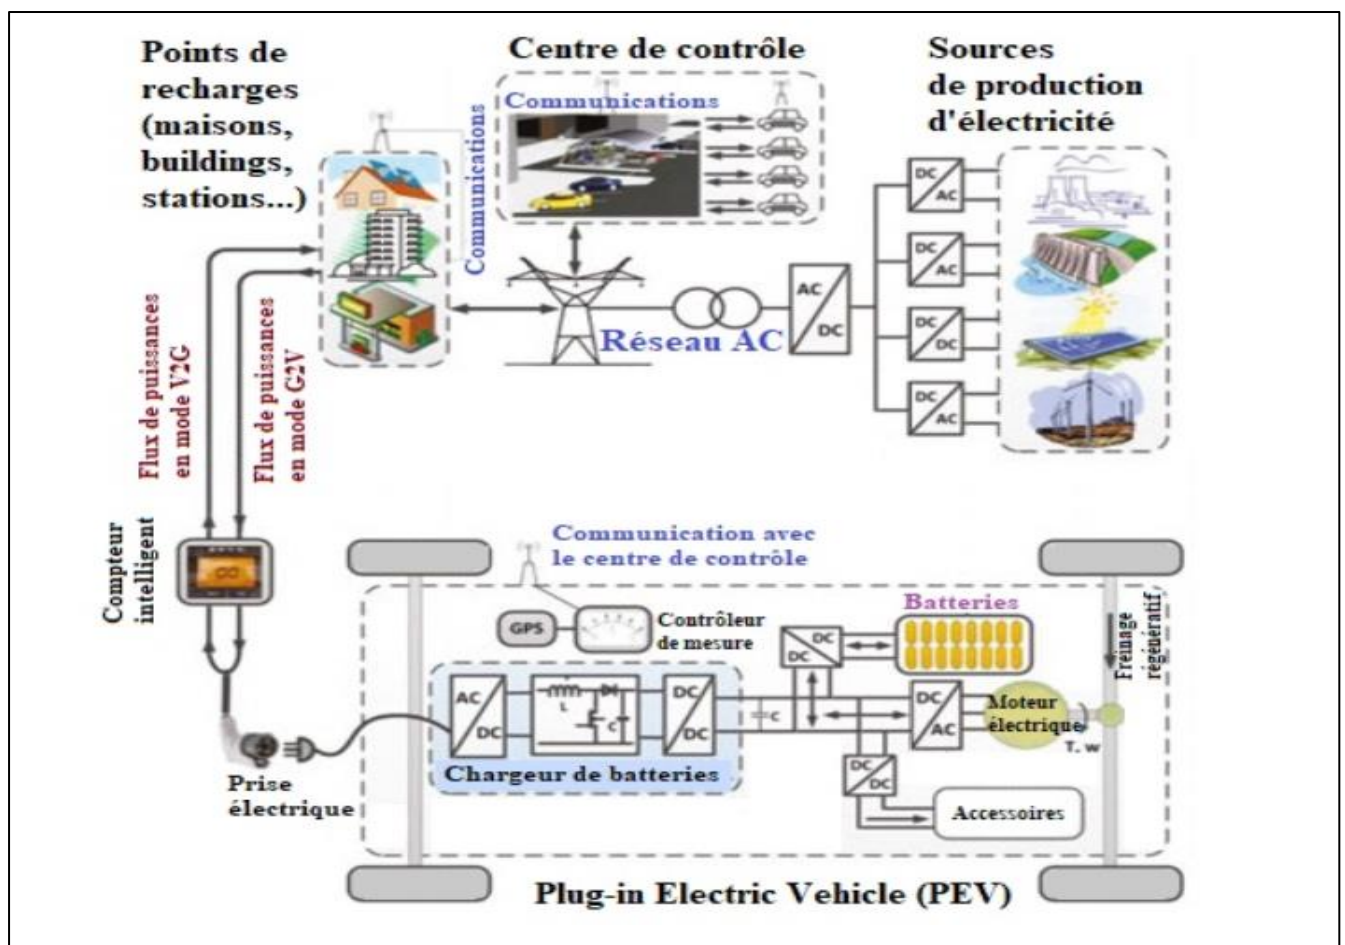 Points de
recharges
(maisons,
buildings,
stations...)
Centre de contrôle
Communications
Communications
Sources
de production
d'électricité
DC
AC
DC
AC
DC
DC
DC
AC
AC
DC
Réseau AC
Flux de puissances
en mode V2G
Flux de puissances
en mode G2V
Compteur
intelligent
Prise
électrique
Communication avec
le centre de contrôle
GPS
Contrôleur
de mesure
Batteries
DC
DC
Freinage
régénératif
AC
DC
L
C
DC
DC
C
DC
AC
Moteur
électrique
T. w
Chargeur de batteries
DC
DC
Accessoires
Plug-in Electric Vehicle (PEV)